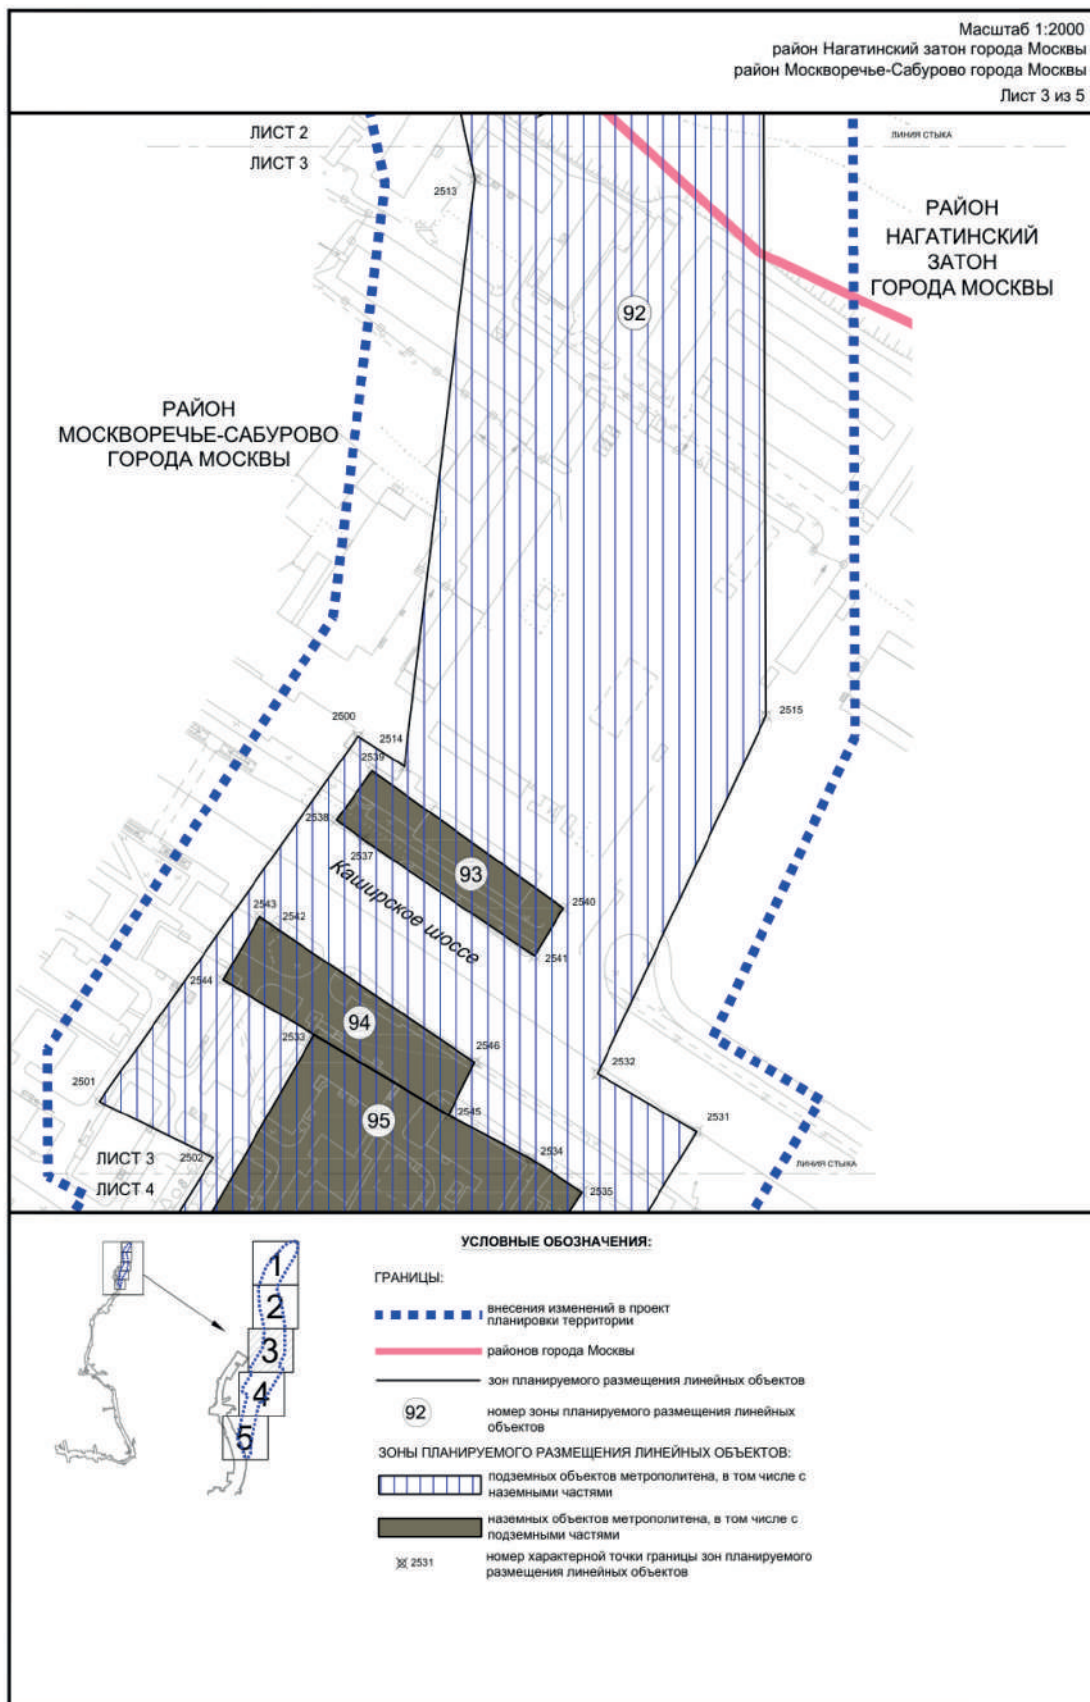 Масштаб 1:2000
район Нагатинский затон города Москвы
район Москворечье-Сабурово города Москвы
Лист 3 из 5
ЛИСТ 2
ЛИСТ 3
ЛИНИЯ СТЫКА
2513
РАЙОН
НАГАТИНСКИЙ
ЗАТОН
ГОРОДА МОСКВЫ
92
РАЙОН
МОСКВОРЕЧЬЕ-САБУРОВО
ГОРОДА МОСКВЫ
2515
2500
2514
2539
2538
2537
93
Каширское шоссе
2540
2541
2543
2542
2544
94
2533
2546
2532
2501
2545
95
2531
2534
2502
ЛИСТ 3
ЛИСТ 4
ЛИНИЯ СТЫКА
2535
УСЛОВНЫЕ ОБОЗНАЧЕНИЯ:
1
2
3
4
5
ГРАНИЦЫ:
внесения изменений в проект
планировки территории
районов города Москвы
зон планируемого размещения линейных объектов
92
номер зоны планируемого размещения линейных
объектов
ЗОНЫ ПЛАНИРУЕМОГО РАЗМЕЩЕНИЯ ЛИНЕЙНЫХ ОБЪЕКТОВ:
подземных объектов метрополитена, в том числе с
наземными частями
наземных объектов метрополитена, в том числе с
подземными частями
2531
номер характерной точки границы зон планируемого
размещения линейных объектов